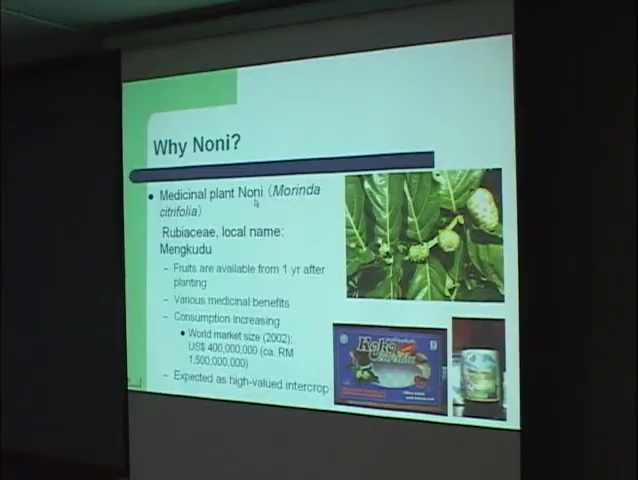 Why Noni?
• Medicinal plant Noni (Morinda
citrifolia)
Rubiaceae, local name:
Mengkudu
– Fruits are available from 1 yr after
planting
– Various medicinal benefits
– Consumption increasing
• World market size (2002):
US$ 400,000,000 (ca. RM
1,500,000,000)
– Expected as high-valued intercrop